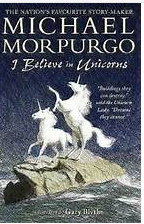 THE NATION'S FAVOURITE STORY-MAKER
MICHAEL
MORPURGO
I Believe in Unicorns
"Buildings they
can destroy,"
said the Unicorn
Lady. "Dreams
they cannot."
Gary Blythe